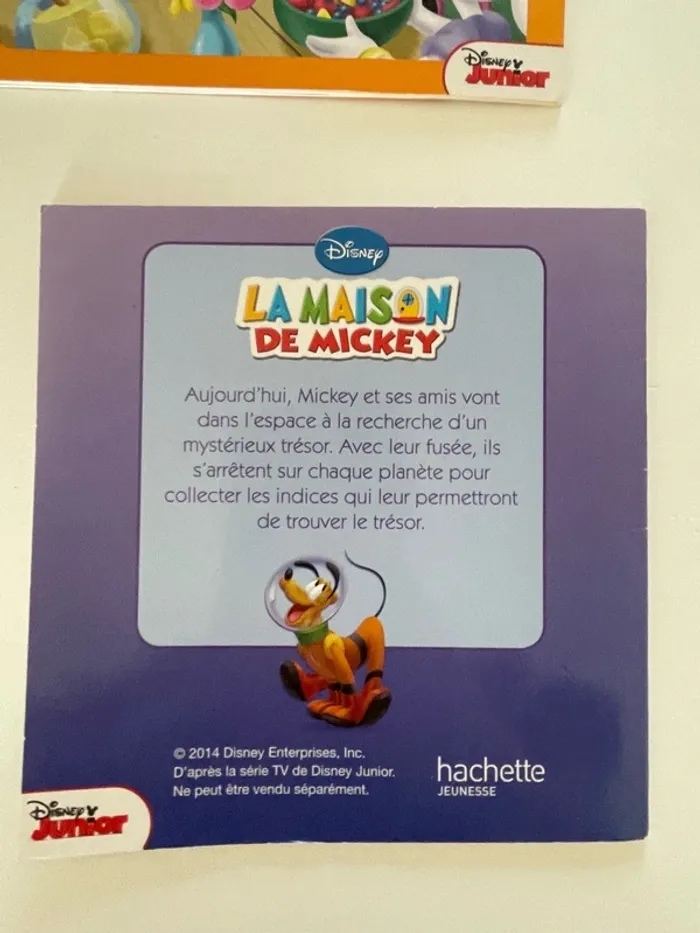 Disney
Junior
Disney
LA MAISON
DE MICKEY
Aujourd'hui, Mickey et ses amis vont
dans l'espace à la recherche d'un
mystérieux trésor. Avec leur fusée, ils
s'arrêtent sur chaque planète pour
collecter les indices qui leur permettront
de trouver le trésor.
© 2014 Disney Enterprises, Inc.
D'après la série TV de Disney Junior.
Ne peut être vendu séparément.
hachette
JEUNESSE
Disney
Junior